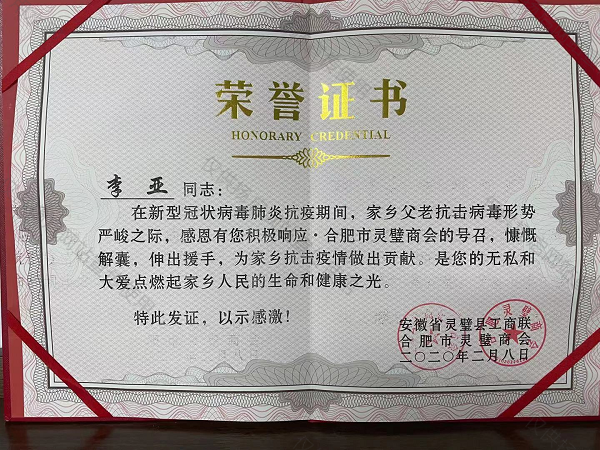 荣誉证书
HONORARY CREDENTIAL
李亚 同志：
在新型冠状病毒肺炎抗疫期间，家乡父老抗击病毒形势
严峻之际，感恩有您积极响应·合肥市灵璧商会的号召，慷慨
解囊，伸出援手，为家乡抗击疫情做出贡献。是您的无私和
大爱点燃起家乡人民的生命和健康之光。
特此发证，以示感激！
安徽省灵璧县工商联
合肥市灵璧商会
二〇二〇年二月八日